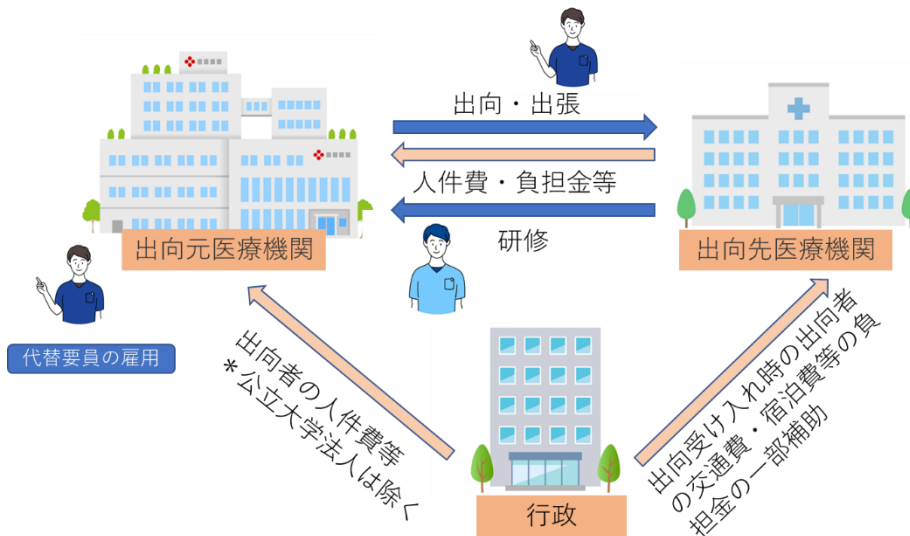 出向・出張
人件費・負担金等
研修
出向元医療機関
出向先医療機関
代替要員の雇用
出向者の人件費等
*公立大学法人は除く
出向受け入れ時の出向者
の交通費・宿泊費等の負
担金の一部補助
行政